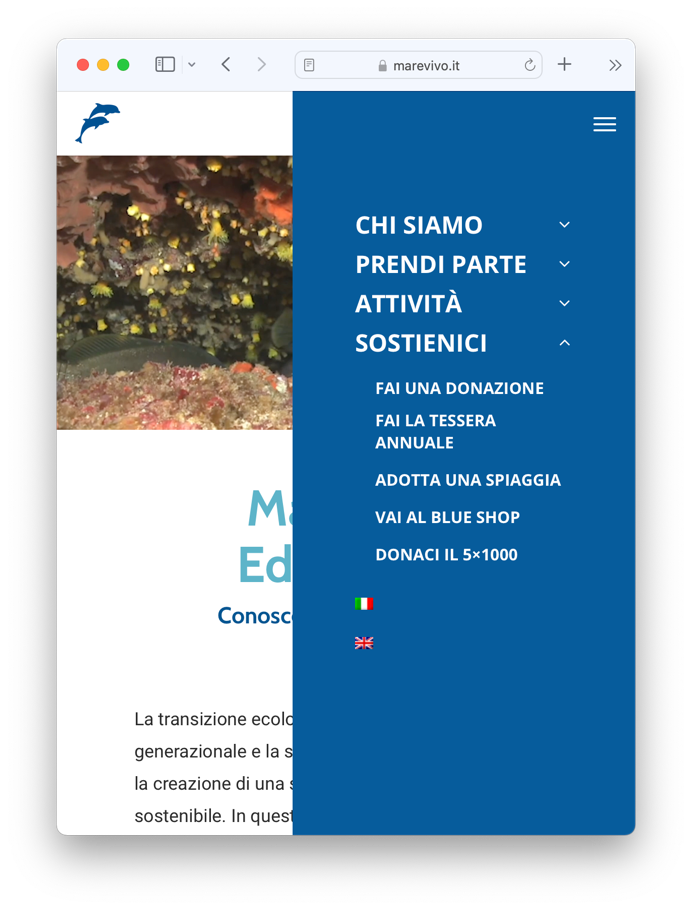 marevivo.it
CHI SIAMO
PRENDI PARTE
ATTIVITÀ
SOSTIENICI
FAI UNA DONAZIONE
FAI LA TESSERA
ANNUALE
ADOTTA UNA SPIAGGIA
VAI AL BLUE SHOP
DONACI IL 5×1000
Ma
Ed
Conosc
La transizione ecolo
generazionale e la s
la creazione di una s
sostenibile. In quest